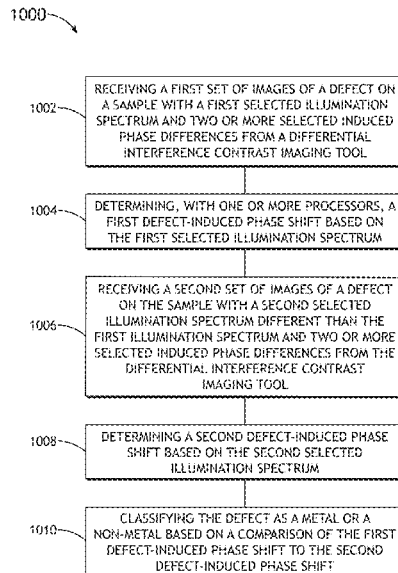 1000
1002
RECEIVING A FIRST SET OF IMAGES OF A DEFECT ON
A SAMPLE WITH A FIRST SELECTED ILLUMINATION
SPECTRUM AND TWO OR MORE SELECTED INDUCED
PHASE DIFFERENCES FROM A DIFFERENTIAL
INTERFERENCE CONTRAST IMAGING TOOL
1004
DETERMINING, WITH ONE OR MORE PROCESSORS, A
FIRST DEFECT-INDUCED PHASE SHIFT BASED ON
THE FIRST SELECTED ILLUMINATION SPECTRUM
1006
RECEIVING A SECOND SET OF IMAGES OF A DEFECT
ON THE SAMPLE WITH A SECOND SELECTED
ILLUMINATION SPECTRUM DIFFERENT THAN THE
FIRST ILLUMINATION SPECTRUM AND TWO OR MORE
SELECTED INDUCED PHASE DIFFERENCES FROM THE
DIFFERENTIAL INTERFERENCE CONTRAST
IMAGING TOOL
1008
DETERMINING A SECOND DEFECT-INDUCED PHASE
SHIFT BASED ON THE SECOND SELECTED
ILLUMINATION SPECTRUM
1010
CLASSIFYING THE DEFECT AS A METAL OR A
NON-METAL BASED ON A COMPARISON OF THE FIRST
DEFECT-INDUCED PHASE SHIFT TO THE SECOND
DEFECT-INDUCED PHASE SHIFT